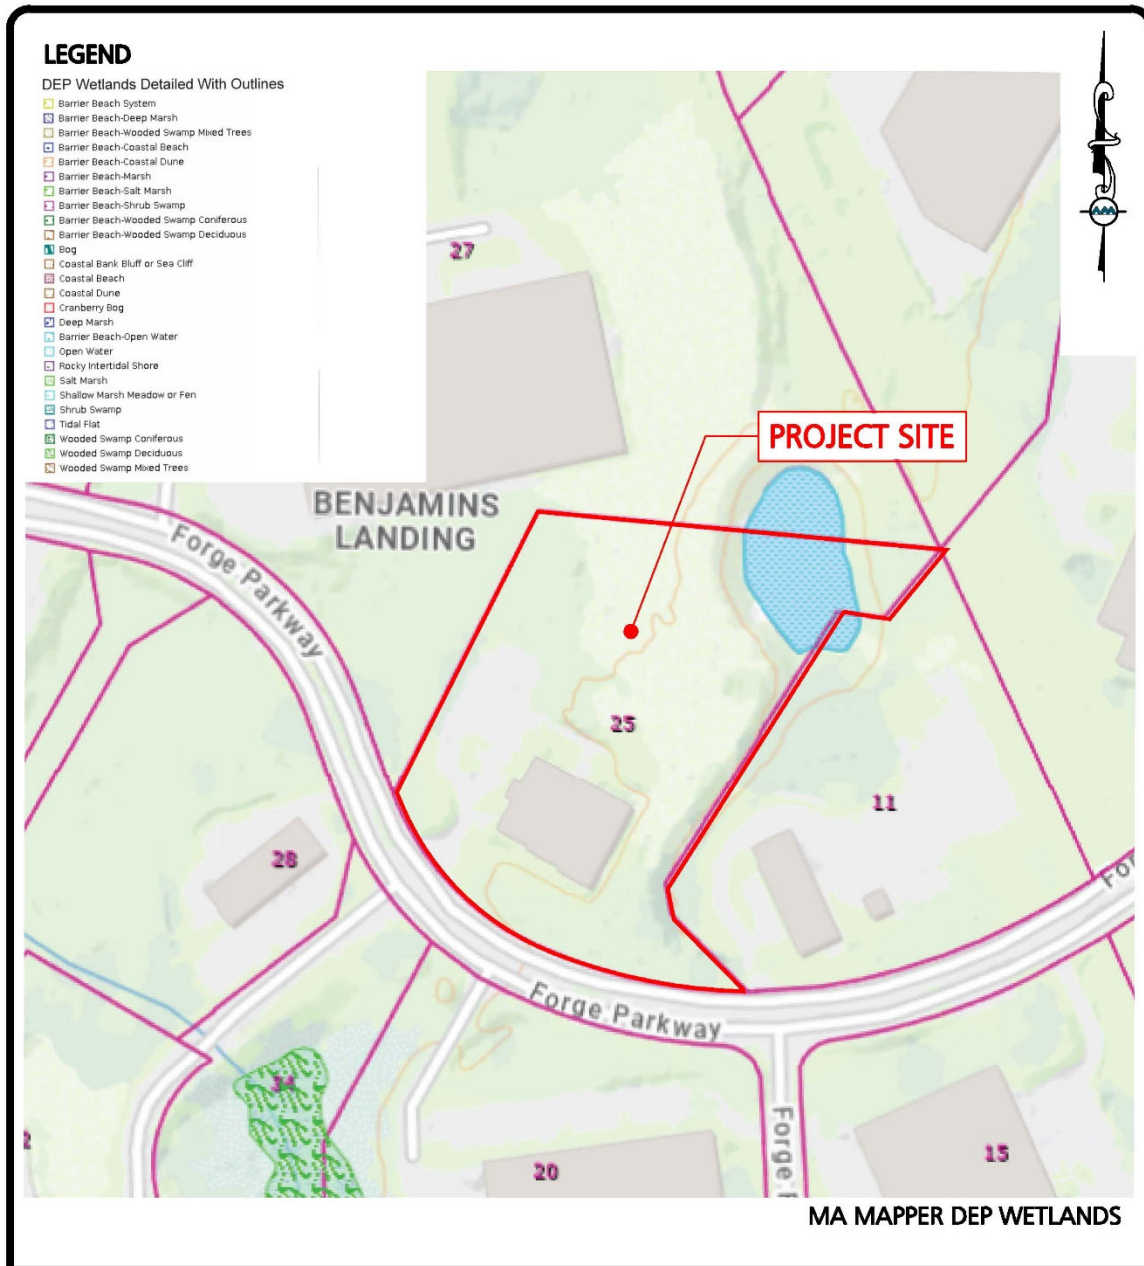 LEGEND
DEP Wetlands Detailed With Outlines
Barrier Beach System
Barrier Beach-Deep Marsh
Barrier Beach-Wooded Swamp Mixed Trees
Barrier Beach-Coastal Beach
Barrier Beach-Coastal Dune
Barrier Beach-Marsh
Barrier Beach-Salt Marsh
Barrier Beach-Shrub Swamp
Barrier Beach-Wooded Swamp Coniferous
Barrier Beach-Wooded Swamp Deciduous
Bog
Coastal Bank Bluff or Sea Cliff
Coastal Beach
Coastal Dune
Cranberry Bog
Deep Marsh
Barrier Beach-Open Water
Open Water
Rocky Intertidal Shore
Salt Marsh
Shallow Marsh Meadow or Fen
Shrub Swamp
Tidal Flat
Wooded Swamp Coniferous
Wooded Swamp Deciduous
Wooded Swamp Mixed Trees
27
PROJECT SITE
BENJAMINS
LANDING
Forge Parkway
25
11
28
Forge Parkway
34
20
15
MA MAPPER DEP WETLANDS